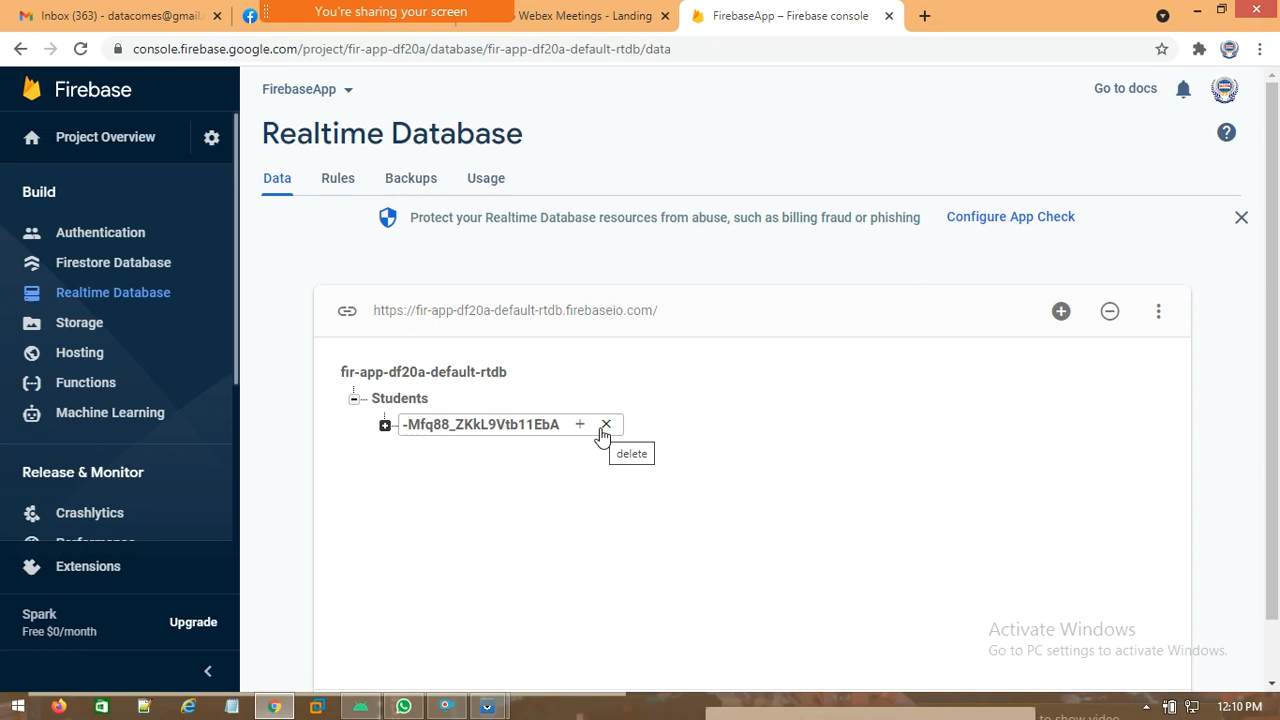 Inbox (363) - datacomes@gmail.
You're sharing your screen
Webex Meetings - Landing
FirebaseApp – Firebase console
console.firebase.google.com/project/fir-app-df20a/database/fir-app-df20a-default-rtdb/data
Firebase
FirebaseApp
Go to docs
Project Overview
Realtime Database
Data
Rules
Backups
Usage
Build
Protect your Realtime Database resources from abuse, such as billing fraud or phishing
Configure App Check
Authentication
Firestore Database
Realtime Database
Storage
Hosting
Functions
Machine Learning
https://fir-app-df20a-default-rtdb.firebaseio.com/
fir-app-df20a-default-rtdb
Students
-Mfq88_ZKkL9Vtb11EbA
delete
Release & Monitor
Crashlytics
Performance
Extensions
Spark
Free $0/month
Upgrade
Activate Windows
Go to PC settings to activate Windows.
12:10 PM
to show video